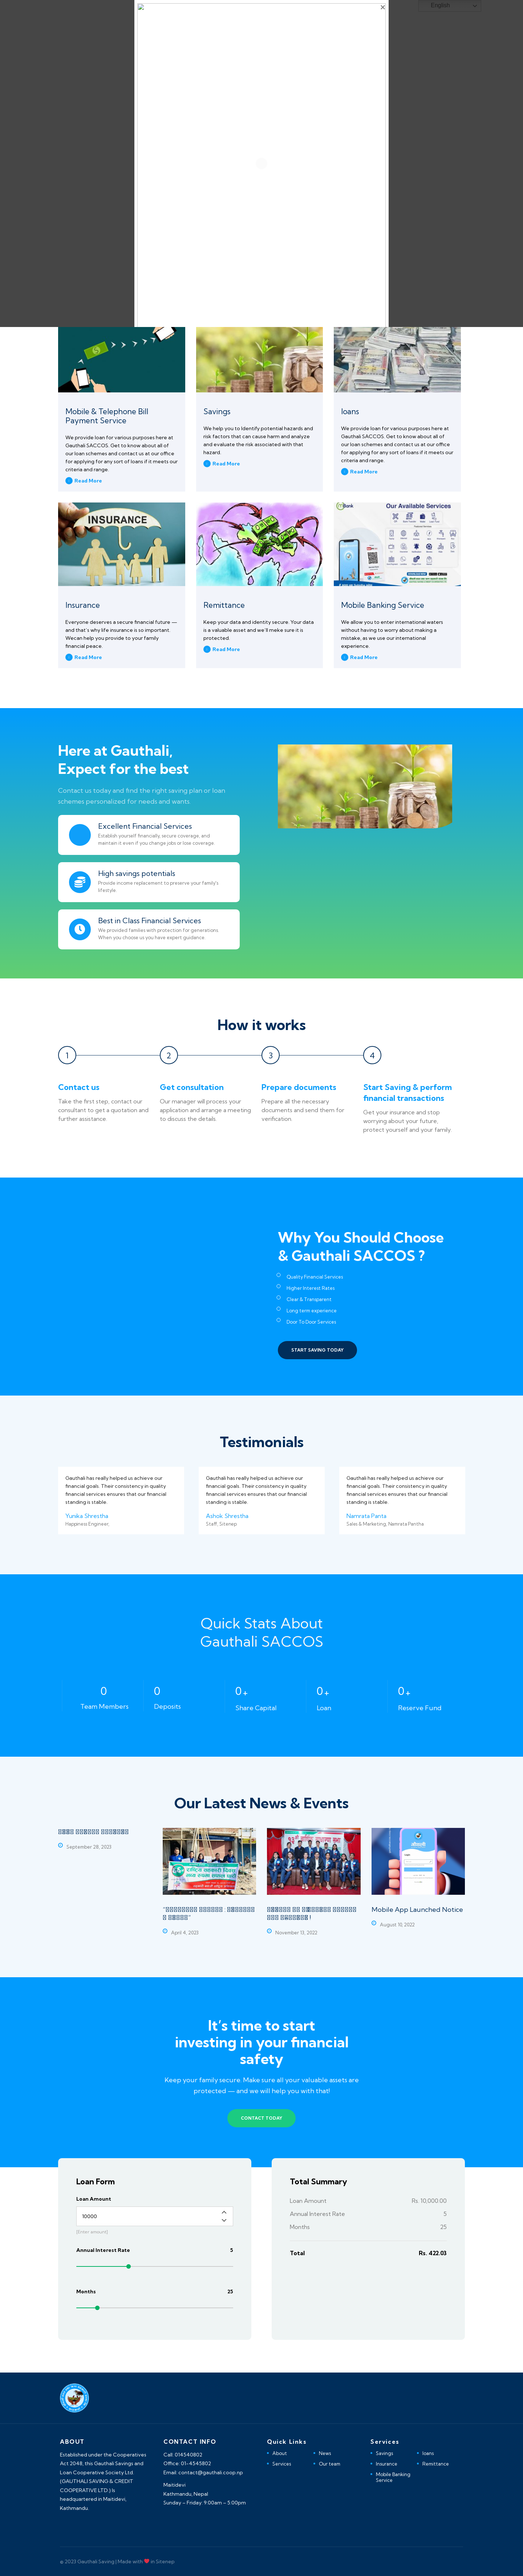 English
×
Mobile & Telephone Bill
Payment Service
We provide loan for various purposes here at
Gauthali SACCOS. Get to know about all of
our loan schemes and contact us at our office
for applying for any sort of loans if it meets our
criteria and range.
Read More
Savings
We help you to Identify potential hazards and
risk factors that can cause harm and analyze
and evaluate the risk associated with that
hazard.
Read More
loans
We provide loan for various purposes here at
Gauthali SACCOS. Get to know about all of
our loan schemes and contact us at our office
for applying for any sort of loans if it meets our
criteria and range.
Read More
INSURANCE
Insurance
Everyone deserves a secure financial future —
and that's why life insurance is so important.
Wecan help you provide to your family
financial peace.
Read More
Remittance
Keep your data and identity secure. Your data
is a valuable asset and we'll make sure it is
protected.
Read More
Our Available Services
Mobile Banking Service
We allow you to enter international waters
without having to worry about making a
mistake, as we use our international
experience.
Read More
Here at Gauthali,
Expect for the best
Contact us today and find the right saving plan or loan
schemes personalized for needs and wants.
Excellent Financial Services
Establish yourself financially, secure coverage, and
maintain it even if you change jobs or lose coverage.
High savings potentials
Provide income replacement to preserve your family's
lifestyle.
Best in Class Financial Services
We provided families with protection for generations.
When you choose us you have expert guidance.
How it works
1
2
3
4
Contact us
Take the first step, contact our
consultant to get a quotation and
further assistance.
Get consultation
Our manager will process your
application and arrange a meeting
to discuss the details
Prepare documents
Prepare all the necessary
documents and send them for
verification.
Start Saving & perform
financial transactions
Get your insurance and stop
worrying about your future,
protect yourself and your family.
Why You Should Choose
& Gauthali SACCOS ?
Quality Financial Services
Higher Interest Rates
Clear & Transparent
Long term experience
Door To Door Services
START SAVING TODAY
Testimonials
Gauthali has really helped us achieve our
financial goals. Their consistency in quality
financial services ensures that our financial
standing is stable.
Yunika Shrestha
Happiness Engineer,
Gauthali has really helped us achieve our
financial goals. Their consistency in quality
financial services ensures that our financial
standing is stable.
Ashok Shrestha
Staff, Sitenep
Gauthali has really helped us achieve our
financial goals. Their consistency in quality
financial services ensures that our financial
standing is stable.
Namrata Panta
Sales & Marketing, Namrata Pantha
Quick Stats About
Gauthali SACCOS
0
Team Members
0
Deposits
0+
Share Capital
0+
Loan
0+
Reserve Fund
Our Latest News & Events
September 28, 2023
April 4, 2023
November 13, 2022
Mobile App Launched Notice
August 10, 2022
It's time to start
investing in your financial
safety
Keep your family secure. Make sure all your valuable assets are
protected — and we will help you with that!
CONTACT TODAY
Loan Form
Loan Amount
10000
(Enter amount)
Annual Interest Rate 5
Months 25
Total Summary
Loan Amount Rs. 10,000.00
Annual Interest Rate 5
Months 25
Total Rs. 422.03
ABOUT
Established under the Cooperatives
Act 2048, this Gauthali Savings and
Loan Cooperative Society Ltd.
(GAUTHALI SAVING & CREDIT
COOPERATIVE LTD.) Is
headquartered in Maitidevi,
Kathmandu
CONTACT INFO
Call: 014540802
Office: 01-4545802
Email: contact@gauthali.coop.np
Maitidevi
Kathmandu, Nepal
Sunday – Friday: 9:00am – 5:00pm
Quick Links
About
News
Services
Our team
Services
Savings
loans
Insurance
Remittance
Mobile Banking
Service
© 2023 Gauthali Saving | Made with ❤ in Sitenep